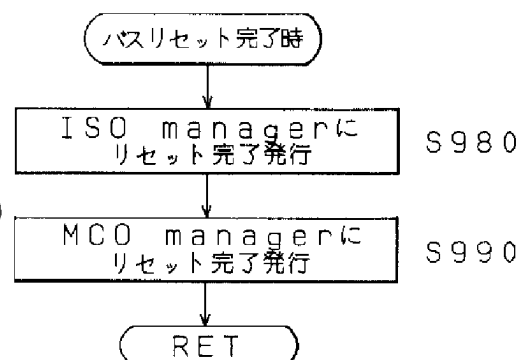 バスリセット完了時
ISO managerに
リセット完了発行
S980
MCO managerに
リセット完了発行
S990
RET